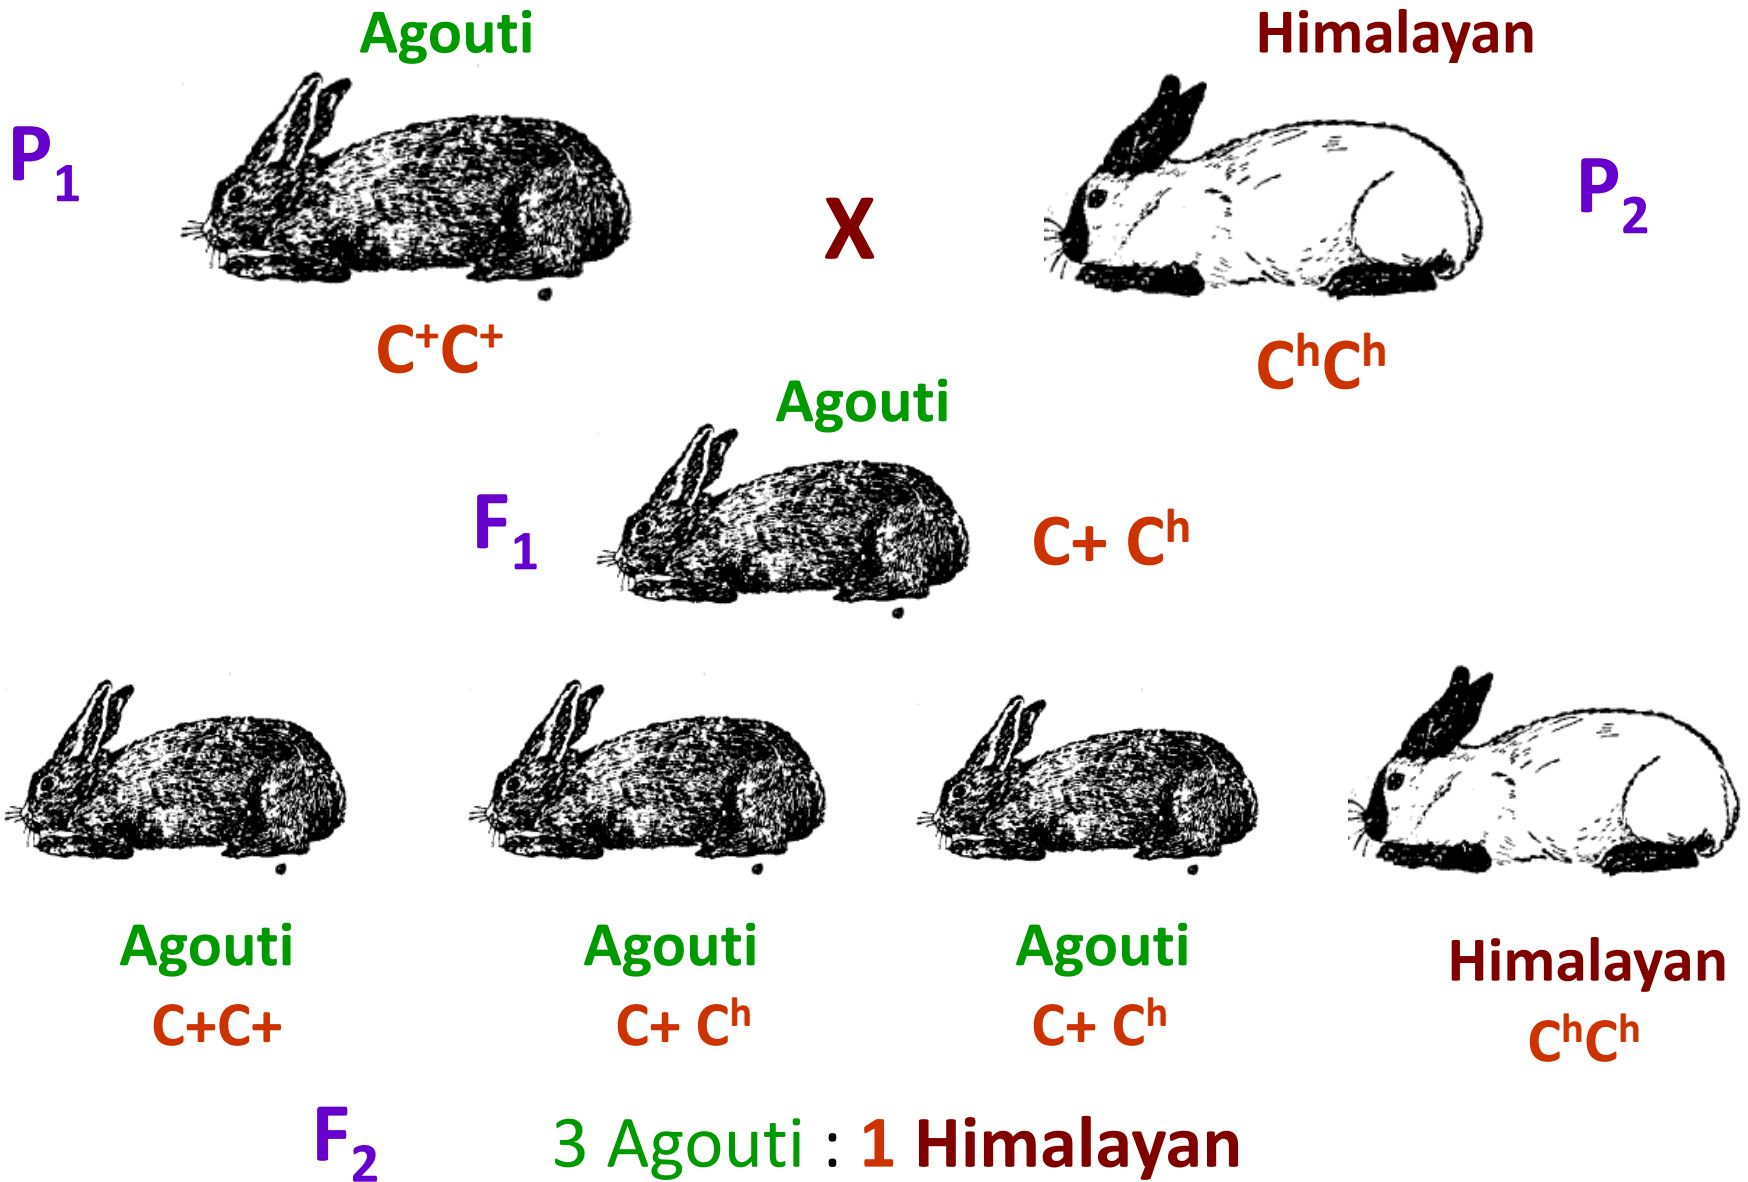 Agouti Himalayan
P₁ X P₂
C⁺C⁺ CʰCʰ
Agouti
F₁ C+ Cʰ
Agouti Agouti Agouti Himalayan
C+C+ C+ Cʰ C+ Cʰ CʰCʰ
F₂ 3 Agouti : 1 Himalayan